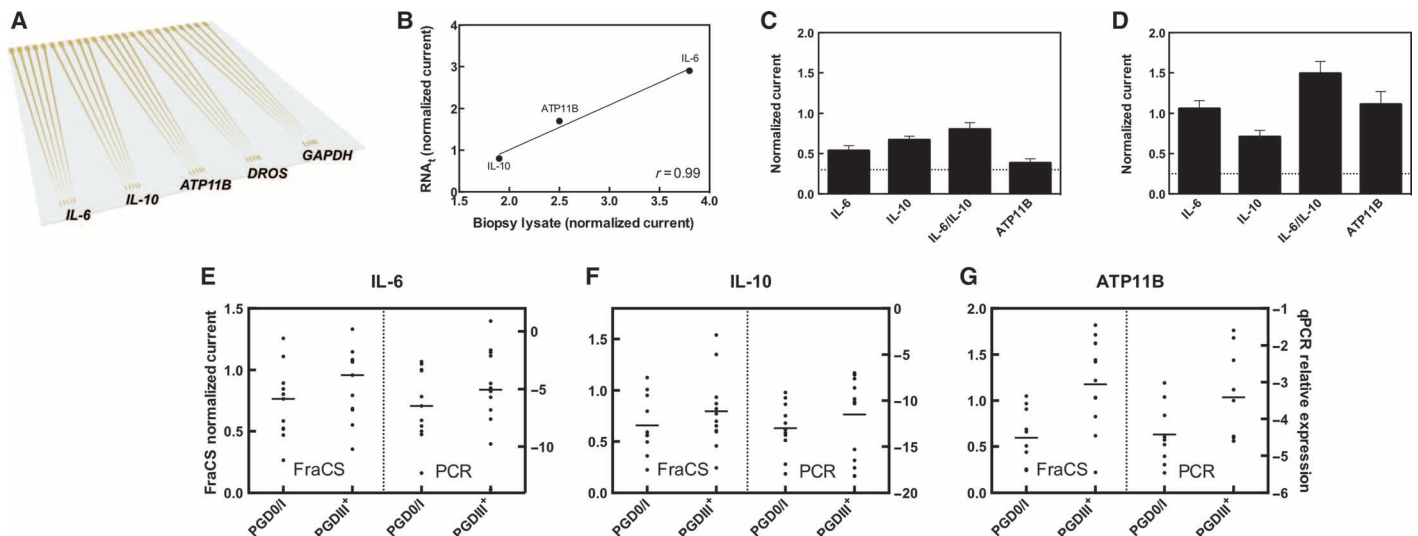 A
IL-6
IL-10
ATP11B
DROS
GAPDH
B
RNAt (normalized current)
4
3
2
1
0
IL-10
ATP11B
IL-6
r = 0.99
1.5 2.0 2.5 3.0 3.5 4.0
Biopsy lysate (normalized current)
C
Normalized current
2.0
1.5
1.0
0.5
0.0
IL-6
IL-10
IL-6/IL-10
ATP11B
D
Normalized current
2.0
1.5
1.0
0.5
0.0
IL-6
IL-10
IL-6/IL-10
ATP11B
E
IL-6
FraCS normalized current
1.5
1.0
0.5
0.0
FraCS
PCR
0
−5
−10
PGD0/I
PGDIII+
PGD0/I
PGDIII+
F
IL-10
1.5
1.0
0.5
0.0
FraCS
PCR
0
−5
−10
−15
−20
PGD0/I
PGDIII+
PGD0/I
PGDIII+
G
ATP11B
2.0
1.5
1.0
0.5
0.0
FraCS
PCR
−1
−2
−3
−4
−5
−6
qPCR relative expression
PGD0/I
PGDIII+
PGD0/I
PGDIII+